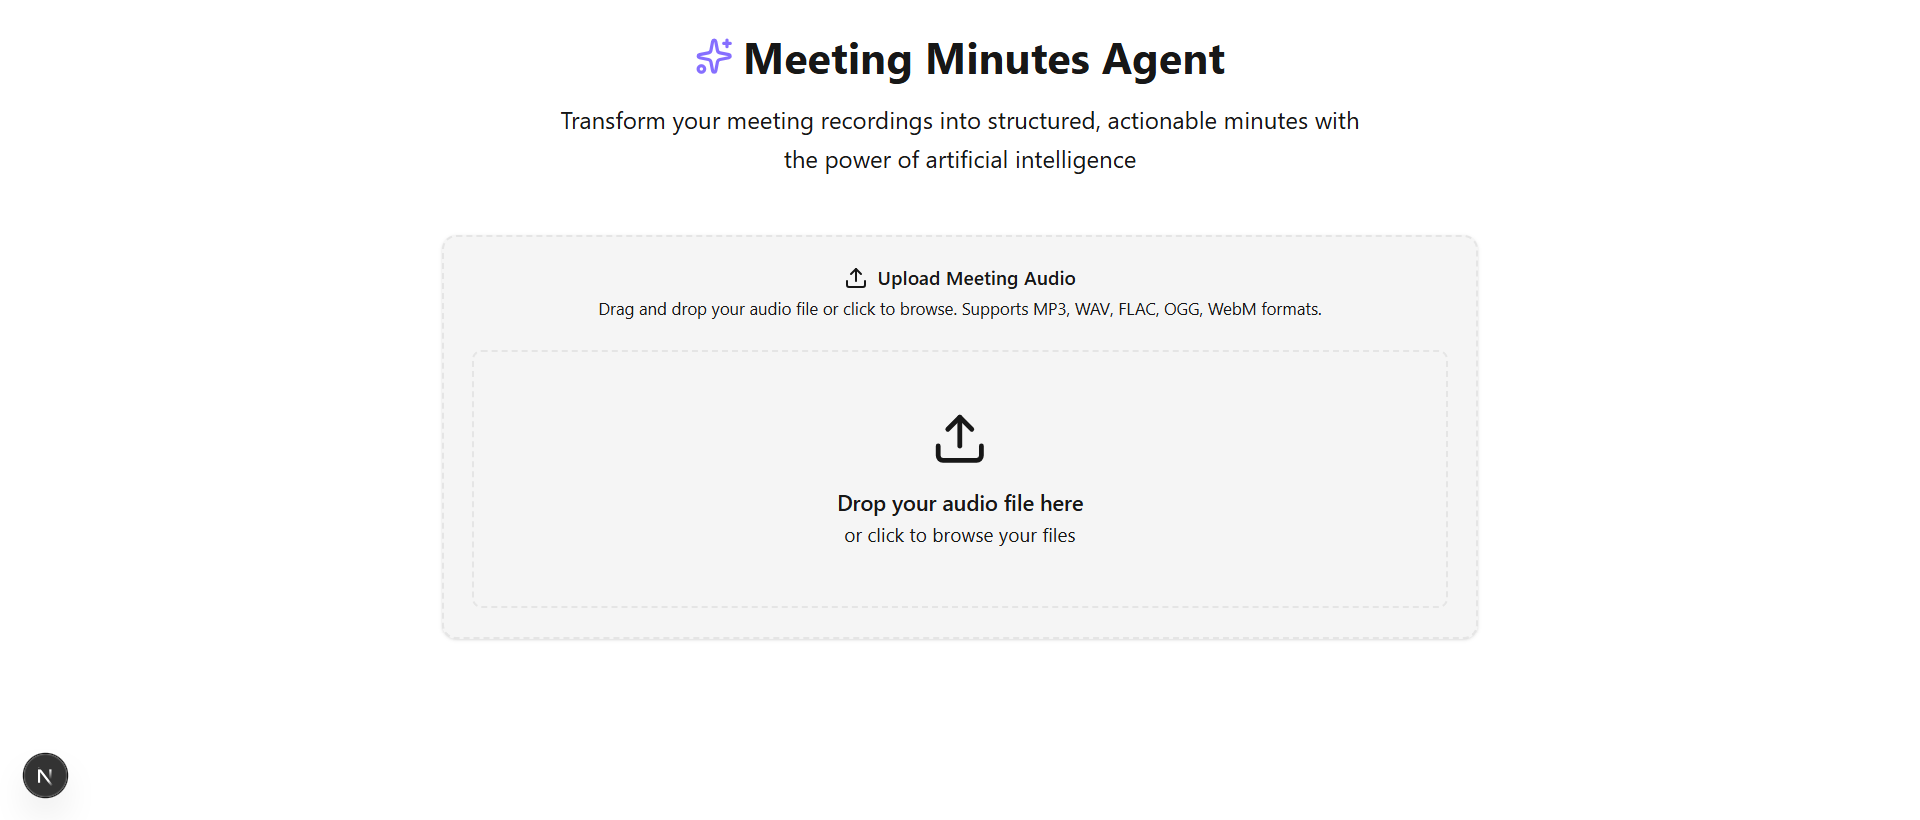 Meeting Minutes Agent
Transform your meeting recordings into structured, actionable minutes with
the power of artificial intelligence
Upload Meeting Audio
Drag and drop your audio file or click to browse. Supports MP3, WAV, FLAC, OGG, WebM formats.
Drop your audio file here
or click to browse your files
N